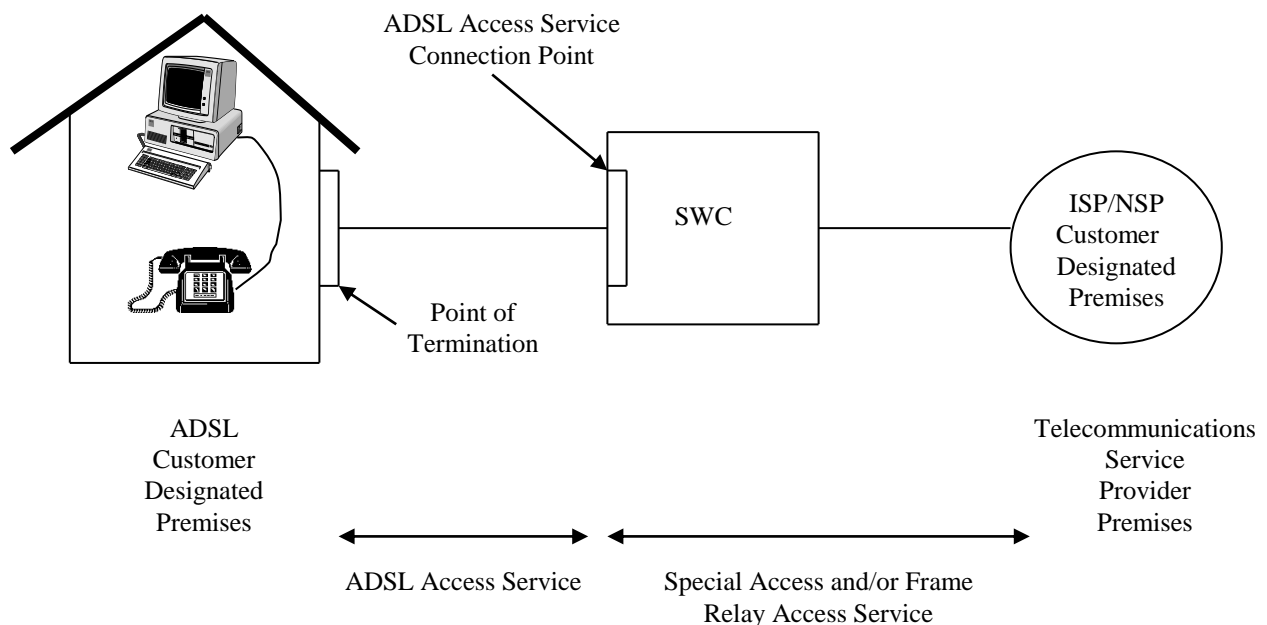 ADSL Access Service
Connection Point
SWC
ISP/NSP
Customer
Designated
Premises
Point of
Termination
ADSL
Customer
Designated
Premises
Telecommunications
Service
Provider
Premises
ADSL Access Service
Special Access and/or Frame
Relay Access Service